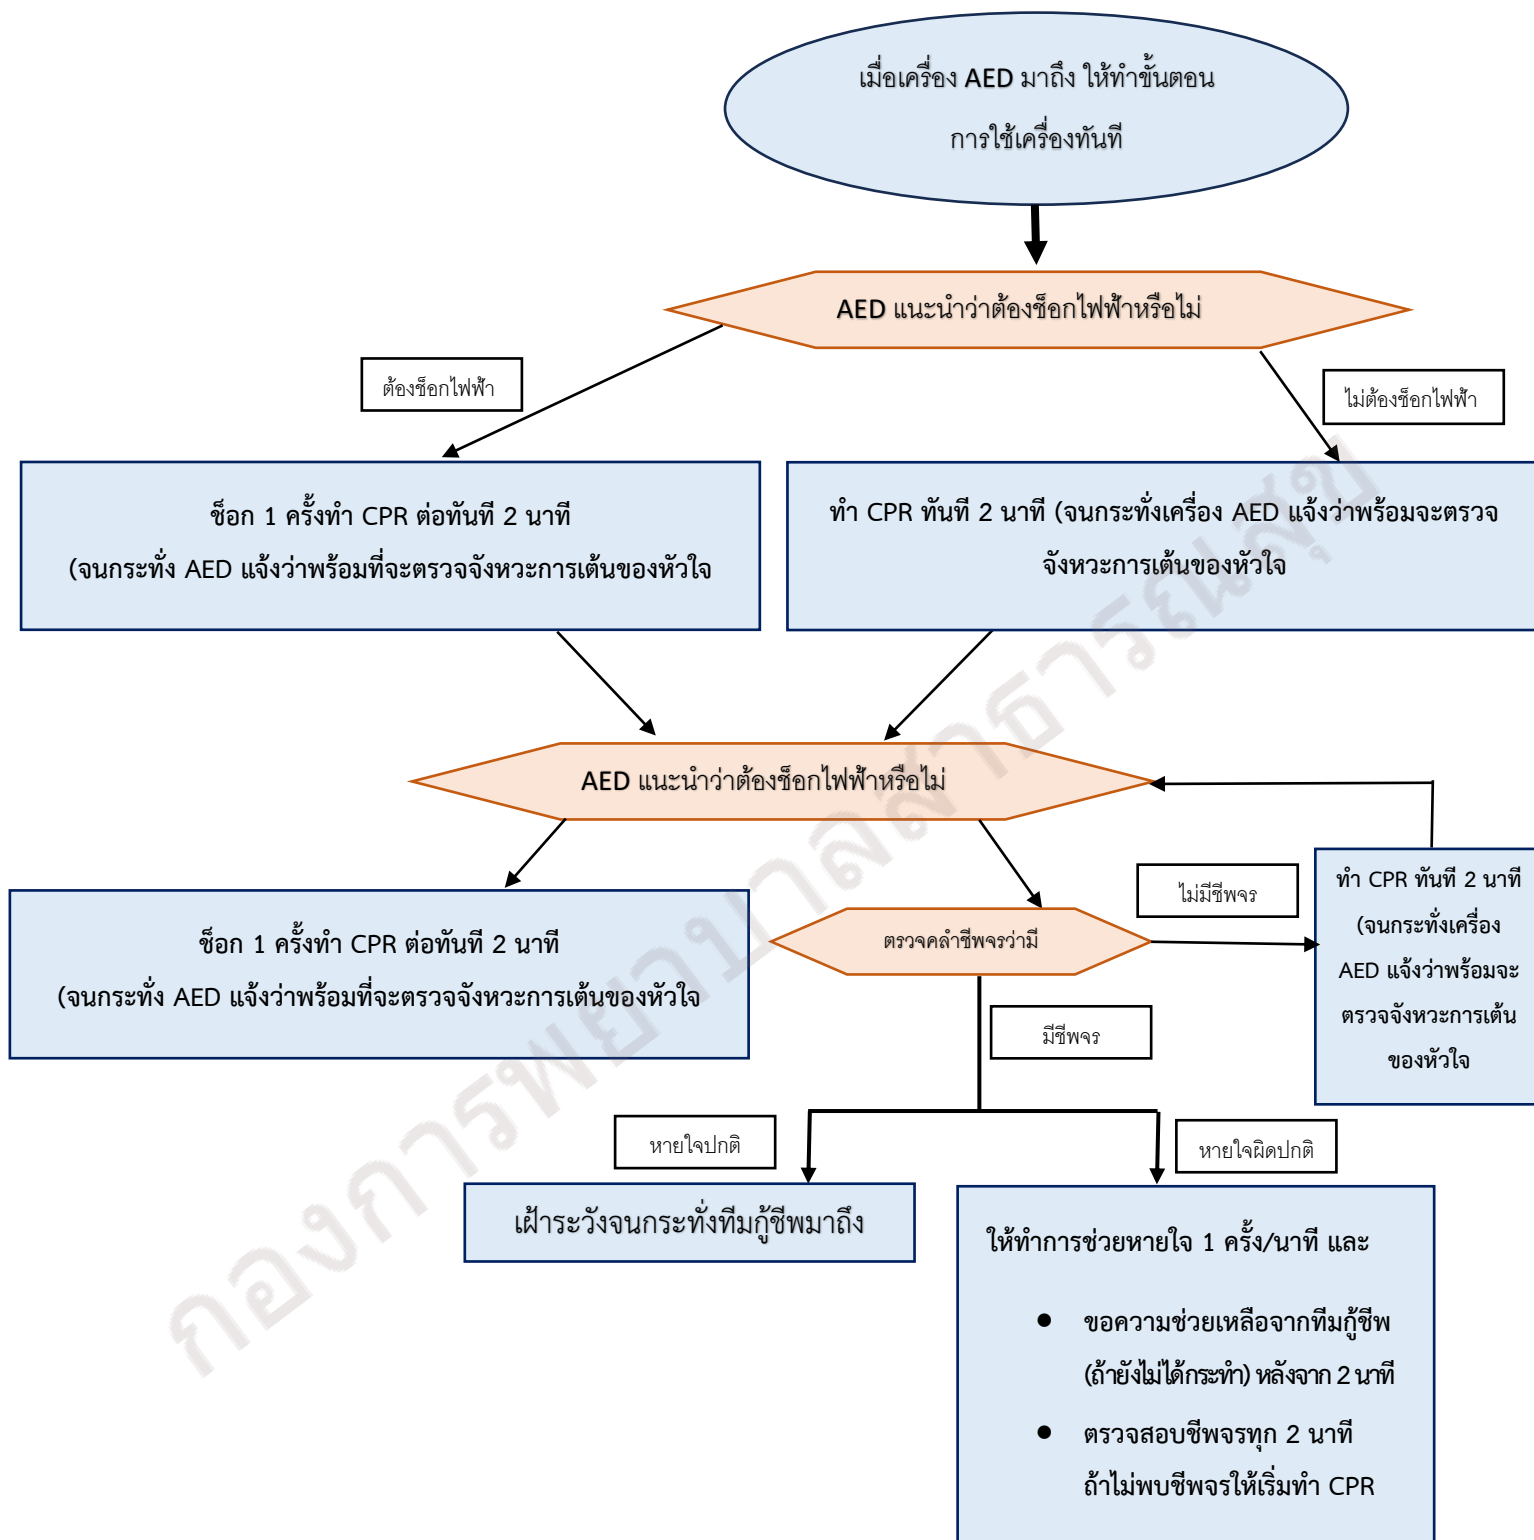 เมื่อเครื่อง AED มาถึง ให้ทำขั้นตอน
การใช้เครื่องทันที
AED แนะนำว่าต้องช็อกไฟฟ้าหรือไม่
ต้องช็อกไฟฟ้า
ไม่ต้องช็อกไฟฟ้า
ช็อก 1 ครั้งทำ CPR ต่อทันที 2 นาที
(จนกระทั่ง AED แจ้งว่าพร้อมที่จะตรวจจังหวะการเต้นของหัวใจ
ทำ CPR ทันที 2 นาที (จนกระทั่งเครื่อง AED แจ้งว่าพร้อมจะตรวจ
จังหวะการเต้นของหัวใจ
AED แนะนำว่าต้องช็อกไฟฟ้าหรือไม่
ช็อก 1 ครั้งทำ CPR ต่อทันที 2 นาที
(จนกระทั่ง AED แจ้งว่าพร้อมที่จะตรวจจังหวะการเต้นของหัวใจ
ตรวจคลำชีพจรว่ามี
ไม่มีชีพจร
ทำ CPR ทันที 2 นาที
(จนกระทั่งเครื่อง
AED แจ้งว่าพร้อมจะ
ตรวจจังหวะการเต้น
ของหัวใจ
มีชีพจร
หายใจปกติ
หายใจผิดปกติ
เฝ้าระวังจนกระทั่งทีมกู้ชีพมาถึง
ให้ทำการช่วยหายใจ 1 ครั้ง/นาที และ
● ขอความช่วยเหลือจากทีมกู้ชีพ
(ถ้ายังไม่ได้กระทำ) หลังจาก 2 นาที
● ตรวจสอบชีพจรทุก 2 นาที
ถ้าไม่พบชีพจรให้เริ่มทำ CPR
กองการพยาบาลสาธารณสุข